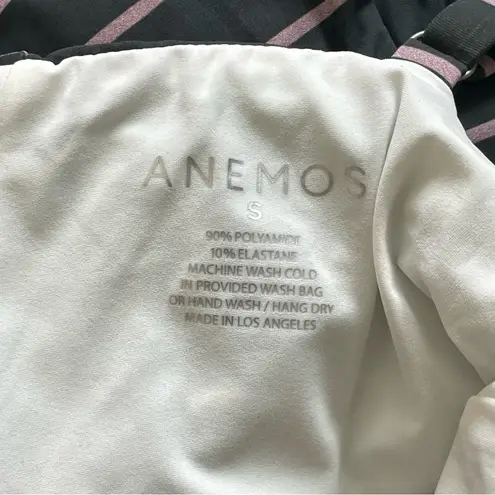 ANEMOS
S
90% POLYAMIDE
10% ELASTANE
MACHINE WASH COLD
IN PROVIDED WASH BAG
OR HAND WASH / HANG DRY
MADE IN LOS ANGELES